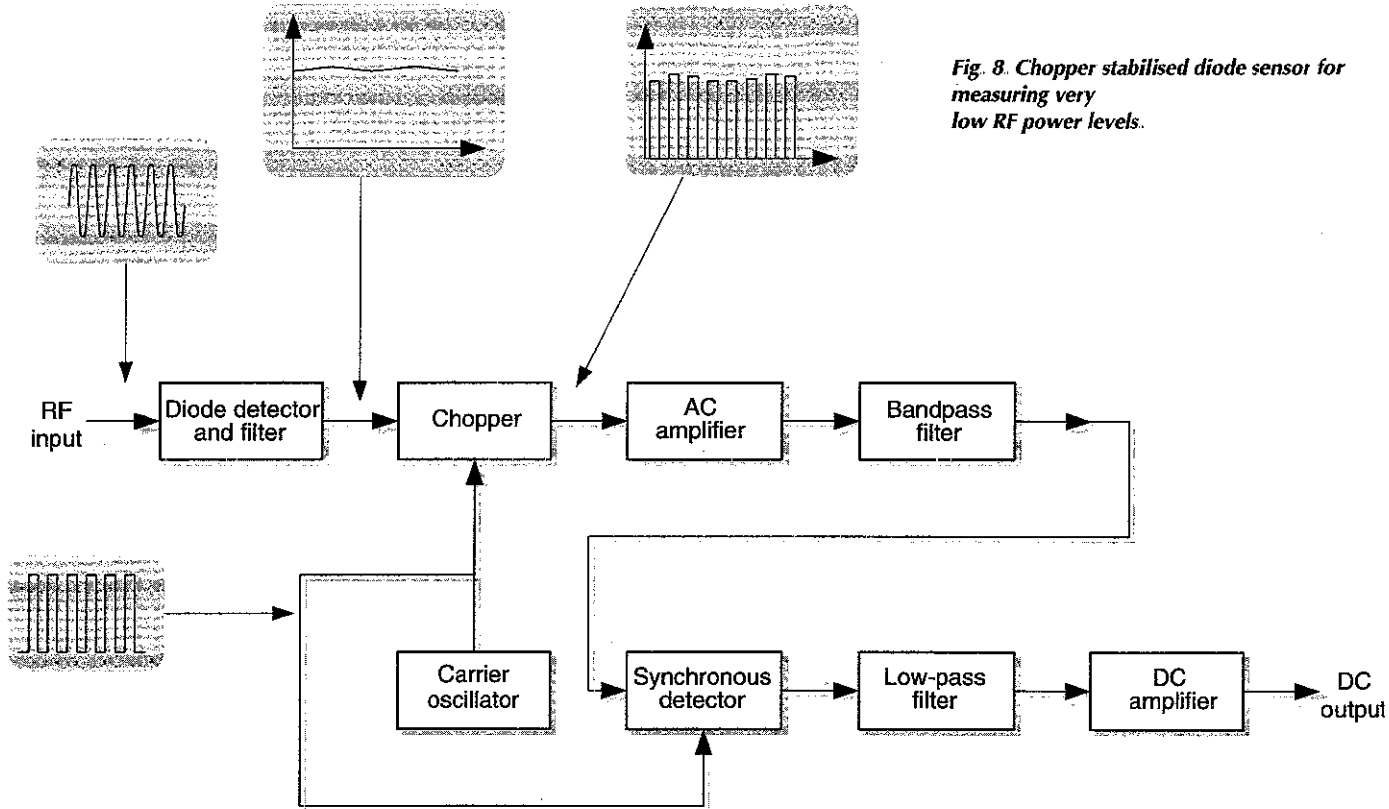 Fig. 8. Chopper stabilised diode sensor for
measuring very
low RF power levels.
RF
input
Diode detector
and filter
Chopper
AC
amplifier
Bandpass
filter
Carrier
oscillator
Synchronous
detector
Low-pass
filter
DC
amplifier
DC
output